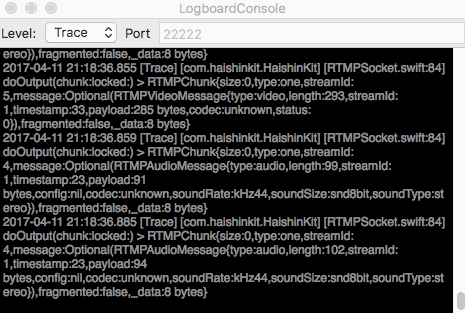 LogboardConsole
Level: Trace Port 22222
ereo}),fragmented:false,_data:8 bytes}
2017-04-11 21:18:36.855 [Trace] [com.haishinkit.HaishinKit] [RTMPSocket.swift:84]
doOutput(chunk:locked:) > RTMPChunk{size:0,type:one,streamId:
5,message:Optional(RTMPVideoMessage{type:video,length:293,streamId:
1,timestamp:33,payload:285 bytes,codec:unknown,status:
0}),fragmented:false,_data:8 bytes}
2017-04-11 21:18:36.859 [Trace] [com.haishinkit.HaishinKit] [RTMPSocket.swift:84]
doOutput(chunk:locked:) > RTMPChunk{size:0,type:one,streamId:
4,message:Optional(RTMPAudioMessage{type:audio,length:99,streamId:
1,timestamp:23,payload:91
bytes,config:nil,codec:unknown,soundRate:kHz44,soundSize:snd8bit,soundType:st
ereo}),fragmented:false,_data:8 bytes}
2017-04-11 21:18:36.885 [Trace] [com.haishinkit.HaishinKit] [RTMPSocket.swift:84]
doOutput(chunk:locked:) > RTMPChunk{size:0,type:one,streamId:
4,message:Optional(RTMPAudioMessage{type:audio,length:102,streamId:
1,timestamp:23,payload:94
bytes,config:nil,codec:unknown,soundRate:kHz44,soundSize:snd8bit,soundType:st
ereo}),fragmented:false,_data:8 bytes}